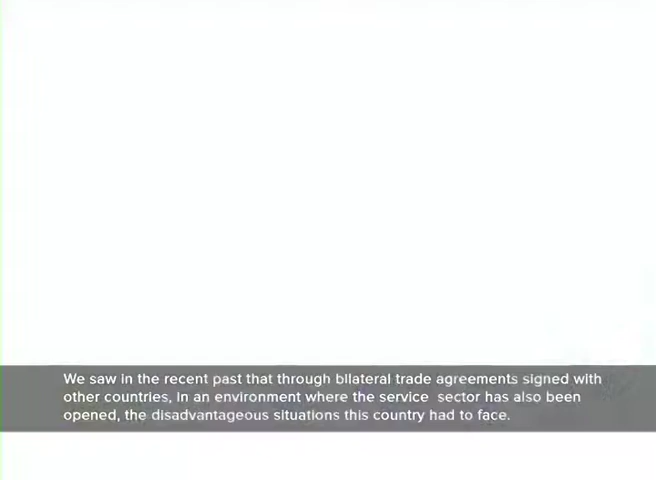 We saw in the recent past that through bilateral trade agreements signed with
other countries, in an environment where the service  sector has also been
opened, the disadvantageous situations this country had to face.